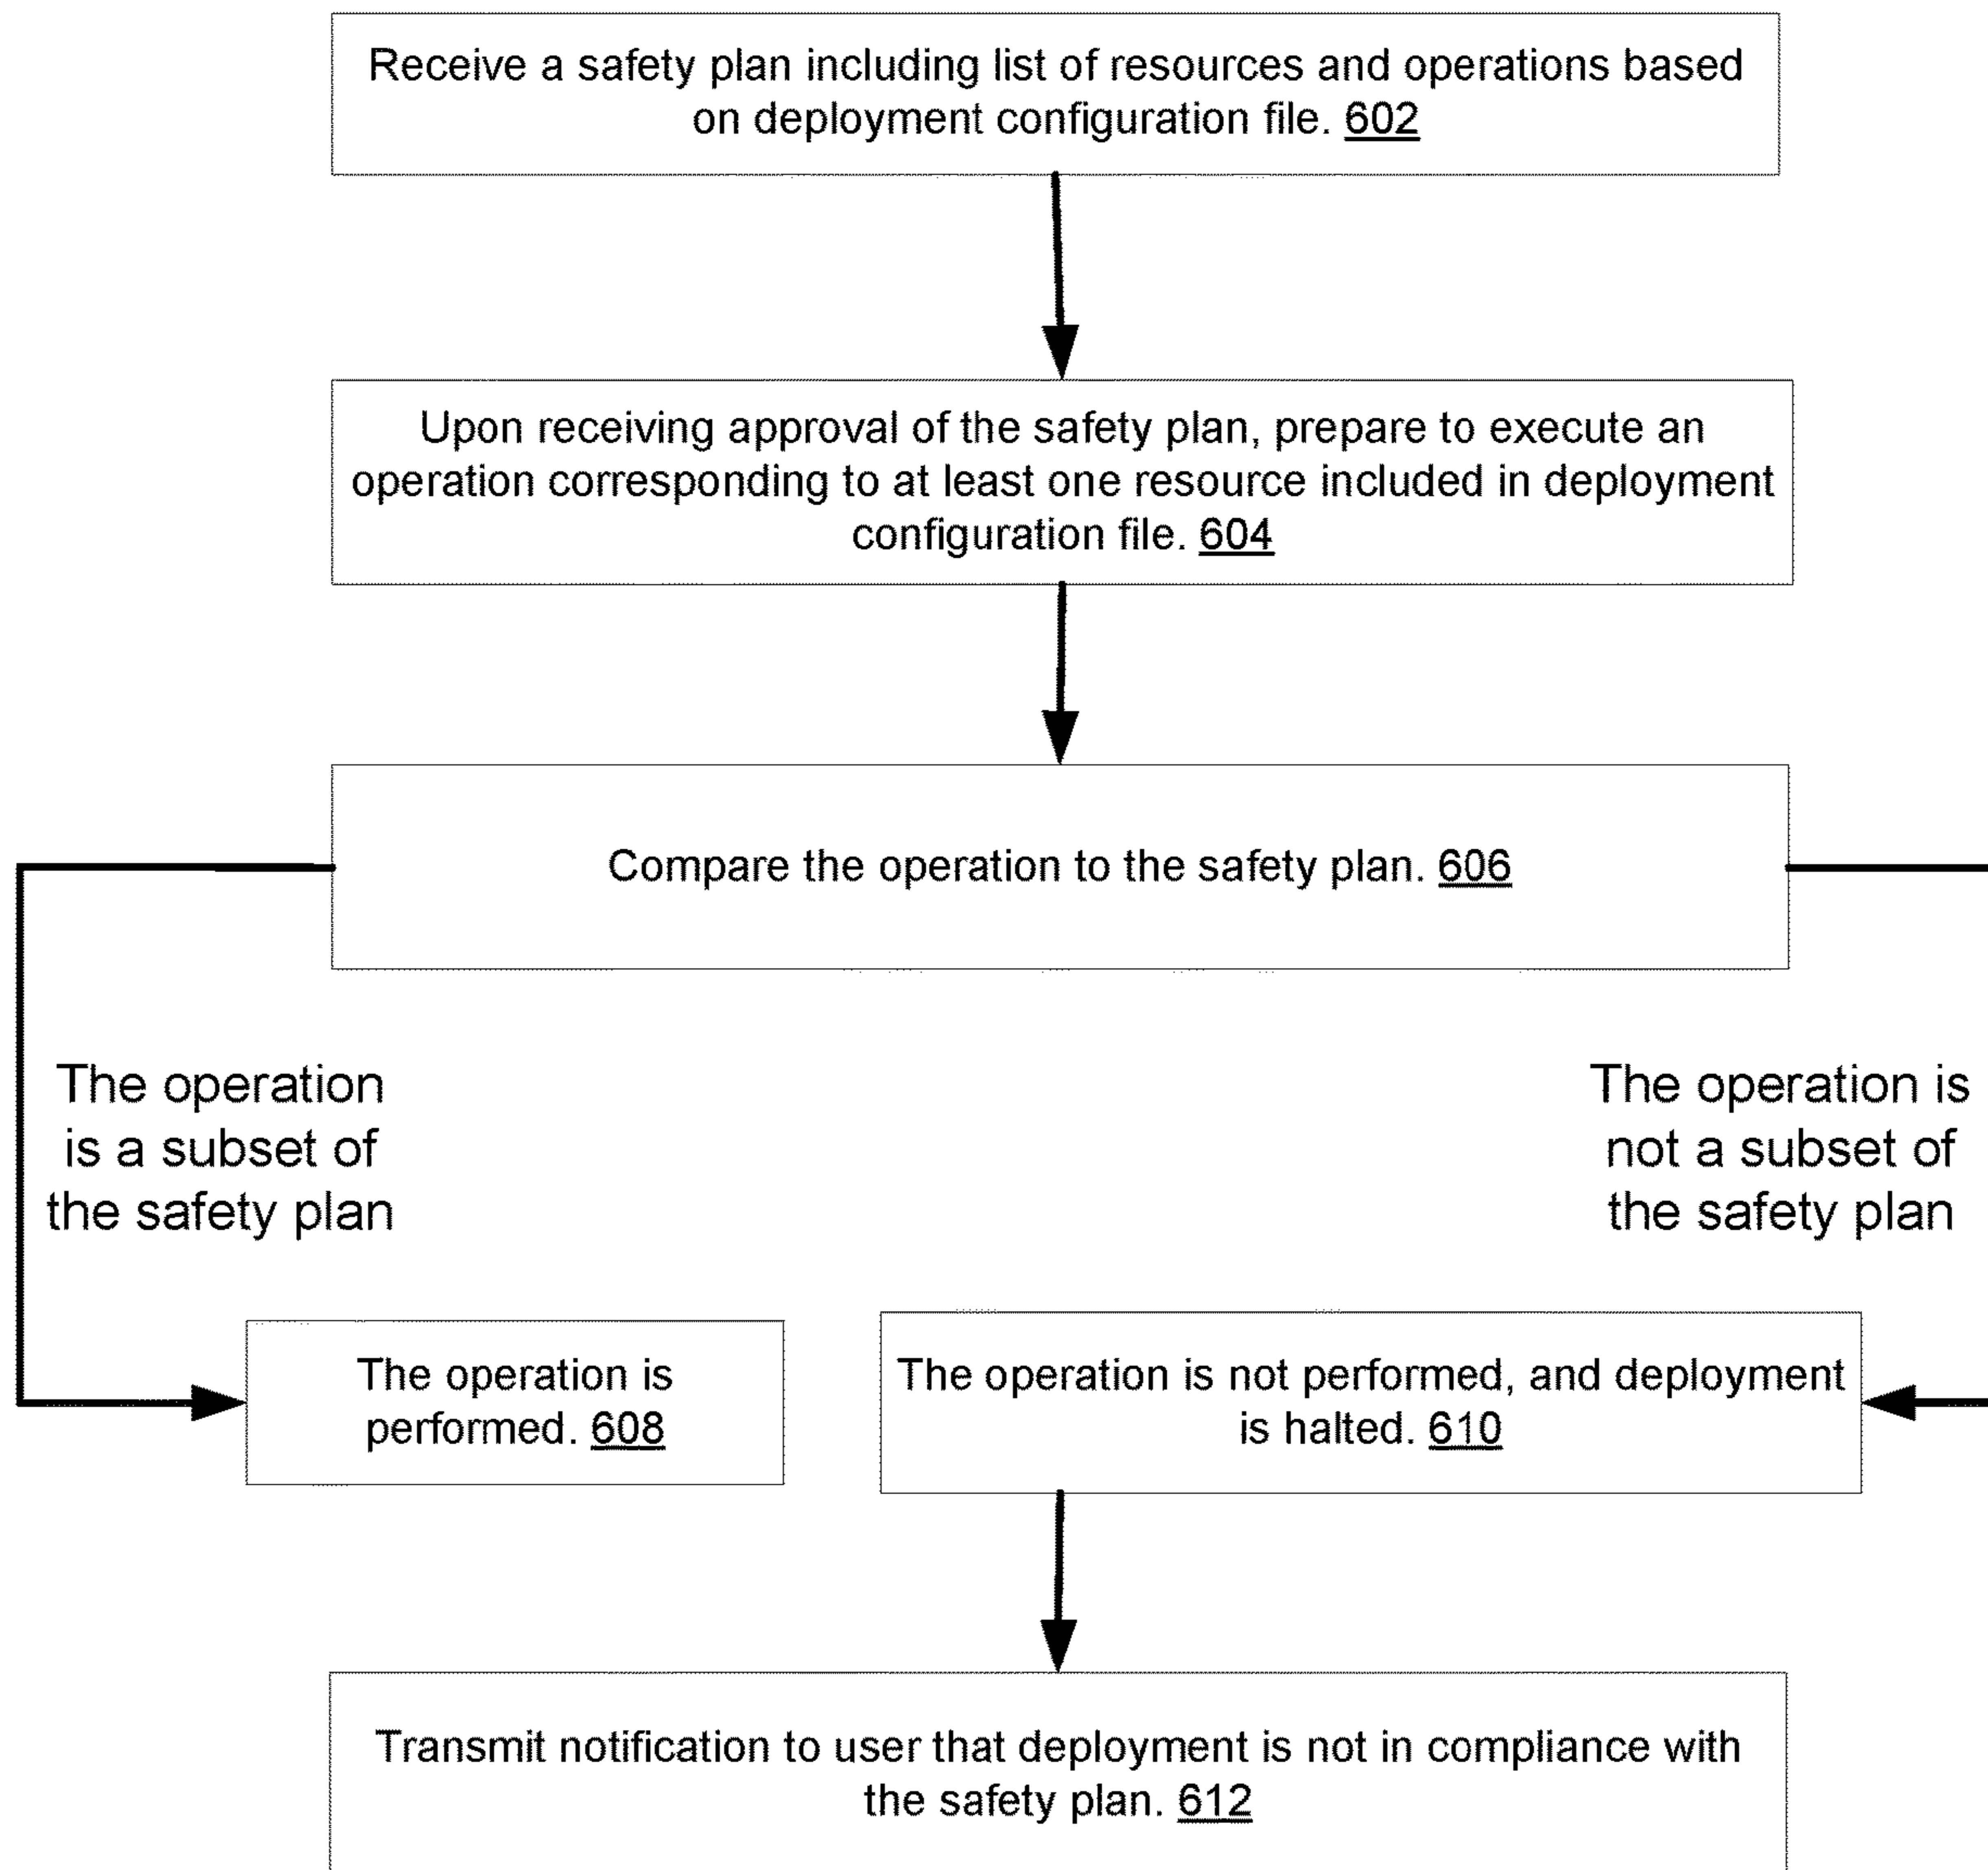 Receive a safety plan including list of resources and operations based
on deployment configuration file. 602
Upon receiving approval of the safety plan, prepare to execute an
operation corresponding to at least one resource included in deployment
configuration file. 604
Compare the operation to the safety plan. 606
The operation
is a subset of
the safety plan
The operation is
not a subset of
the safety plan
The operation is
performed. 608
The operation is not performed, and deployment
is halted. 610
Transmit notification to user that deployment is not in compliance with
the safety plan. 612